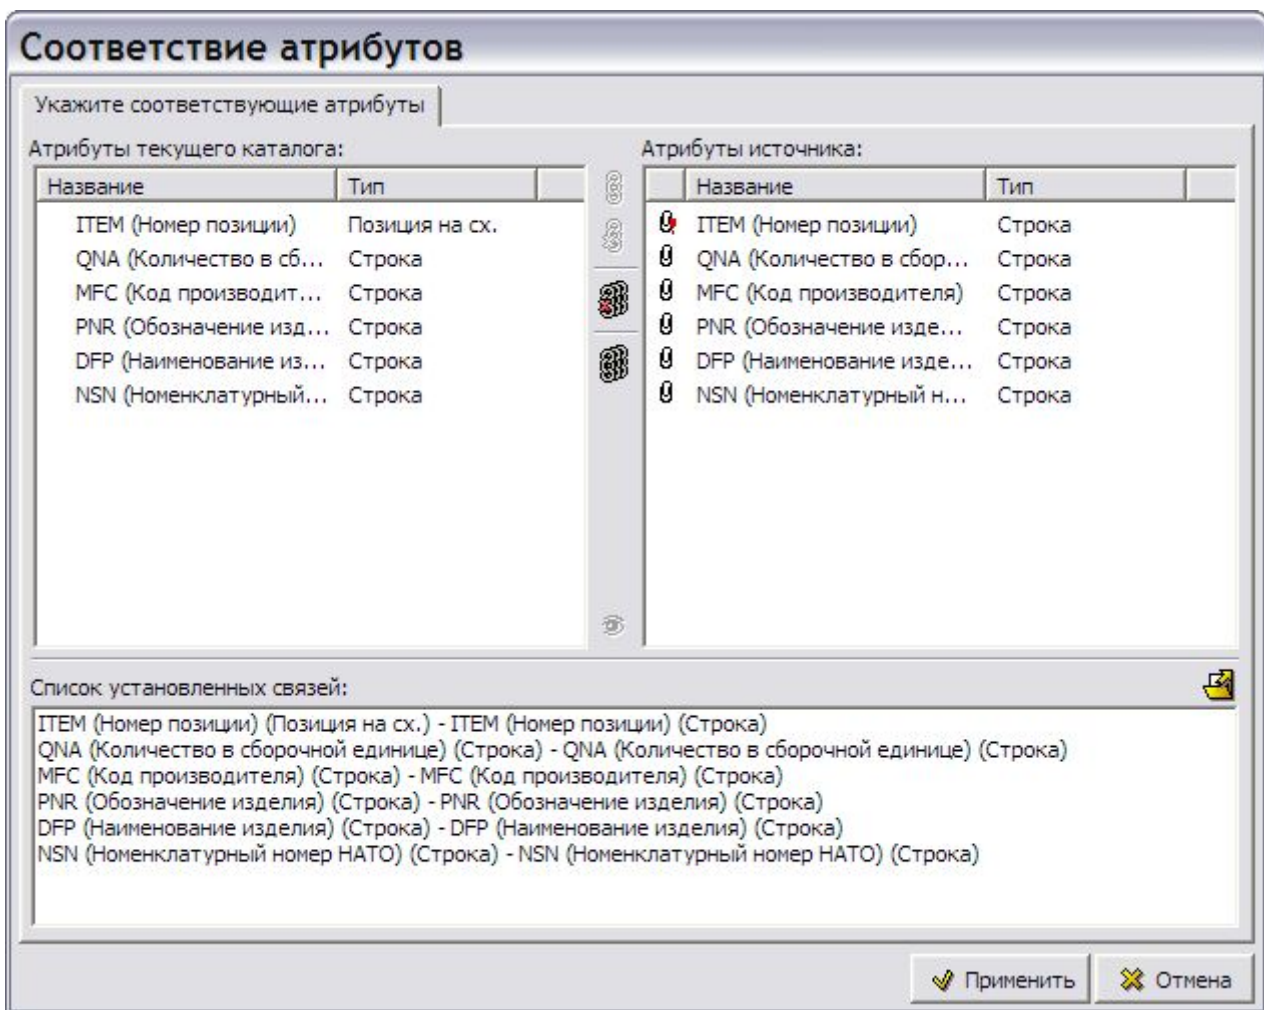 Соответствие атрибутов
Укажите соответствующие атрибуты
Атрибуты текущего каталога:
Название Тип
ITEM (Номер позиции) Позиция на сх.
QNA (Количество в сб... Строка
MFC (Код производит... Строка
PNR (Обозначение изд... Строка
DFP (Наименование из... Строка
NSN (Номенклатурный... Строка
Атрибуты источника:
Название Тип
ITEM (Номер позиции) Строка
QNA (Количество в сбор... Строка
MFC (Код производителя) Строка
PNR (Обозначение изде... Строка
DFP (Наименование изде... Строка
NSN (Номенклатурный н... Строка
Список установленных связей:
ITEM (Номер позиции) (Позиция на сх.) - ITEM (Номер позиции) (Строка)
QNA (Количество в сборочной единице) (Строка) - QNA (Количество в сборочной единице) (Строка)
MFC (Код производителя) (Строка) - MFC (Код производителя) (Строка)
PNR (Обозначение изделия) (Строка) - PNR (Обозначение изделия) (Строка)
DFP (Наименование изделия) (Строка) - DFP (Наименование изделия) (Строка)
NSN (Номенклатурный номер НАТО) (Строка) - NSN (Номенклатурный номер НАТО) (Строка)
Применить Отмена